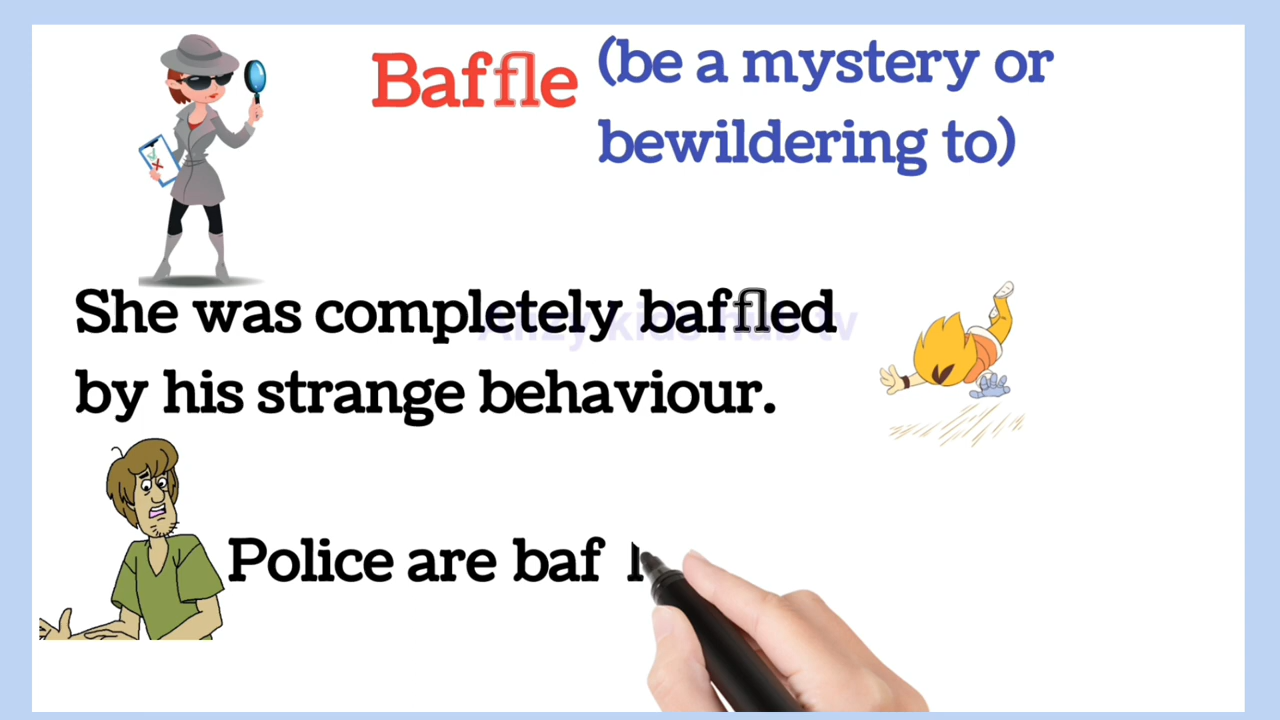 Baffle
(be a mystery or
bewildering to)
She was completely baffled
by his strange behaviour.
Police are baf